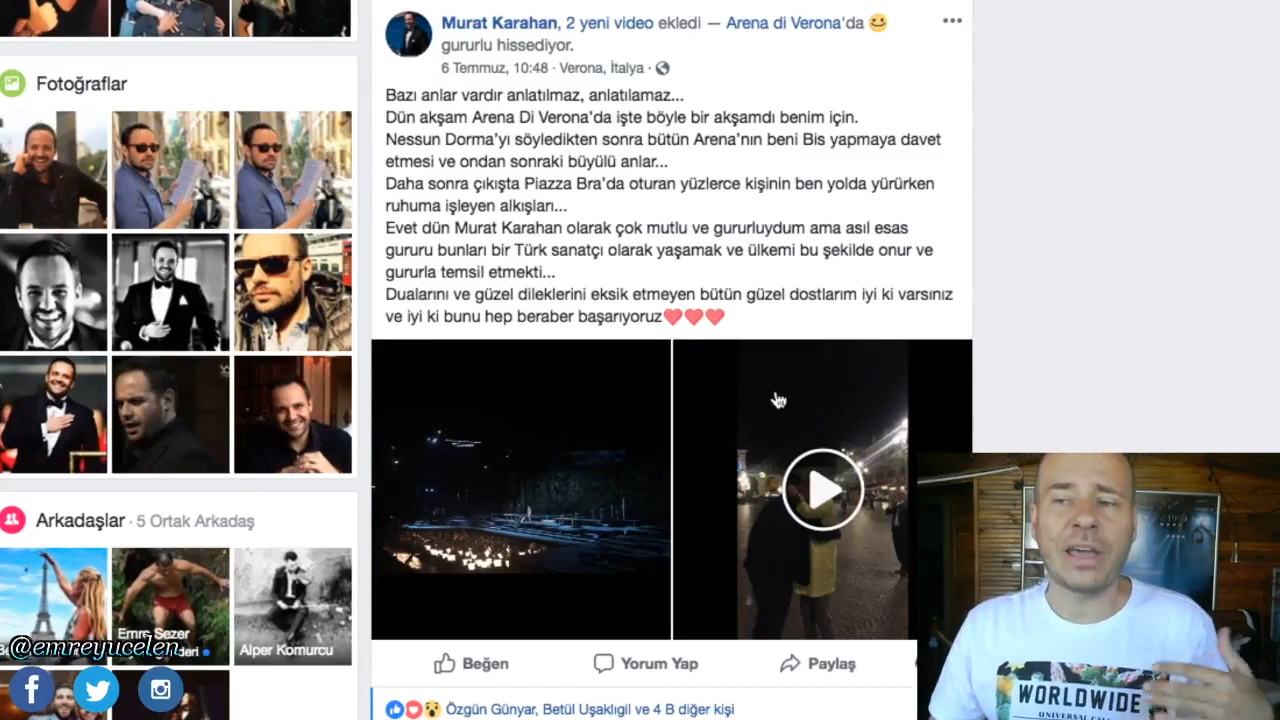 Fotoğraflar
Arkadaşlar · 5 Ortak Arkadaş
Emre Sezer
Alper Komurcu
@emreyucelen
Murat Karahan, 2 yeni video ekledi — Arena di Verona'da
gururlu hissediyor.
6 Temmuz, 10:48 · Verona, İtalya ·
Bazı anlar vardır anlatılmaz, anlatılamaz...
Dün akşam Arena Di Verona'da işte böyle bir akşamdı benim için.
Nessun Dorma'yı söyledikten sonra bütün Arena'nın beni Bis yapmaya davet
etmesi ve ondan sonraki büyülü anlar...
Daha sonra çıkışta Piazza Bra'da oturan yüzlerce kişinin ben yolda yürürken
ruhuma işleyen alkışları...
Evet dün Murat Karahan olarak çok mutlu ve gururluydum ama asıl esas
gururu bunları bir Türk sanatçı olarak yaşamak ve ülkemi bu şekilde onur ve
gururla temsil etmekti...
Dualarını ve güzel dileklerini eksik etmeyen bütün güzel dostlarım iyi ki varsınız
ve iyi ki bunu hep beraber başarıyoruz❤❤❤
Beğen
Yorum Yap
Paylaş
Özgün Günyar, Betül Uşaklıgil ve 4 B diğer kişi
WORLDWIDE